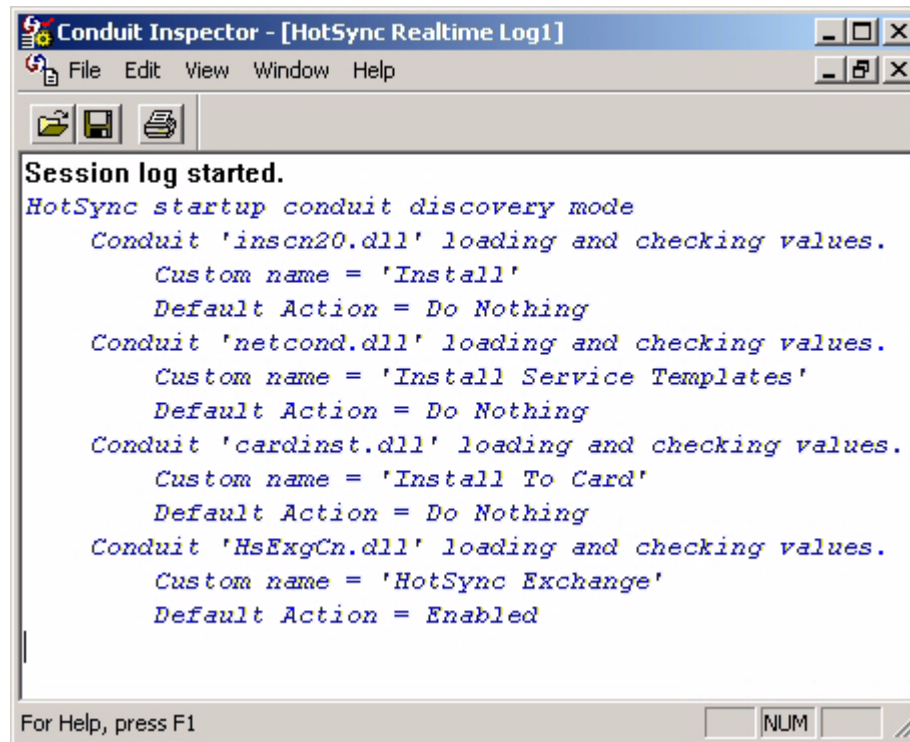 Conduit Inspector - [HotSync Realtime Log1]
File Edit View Window Help
Session log started.
HotSync startup conduit discovery mode
Conduit 'inscn20.dll' loading and checking values.
Custom name = 'Install'
Default Action = Do Nothing
Conduit 'netcond.dll' loading and checking values.
Custom name = 'Install Service Templates'
Default Action = Do Nothing
Conduit 'cardinst.dll' loading and checking values.
Custom name = 'Install To Card'
Default Action = Do Nothing
Conduit 'HsExgCn.dll' loading and checking values.
Custom name = 'HotSync Exchange'
Default Action = Enabled
For Help, press F1 NUM